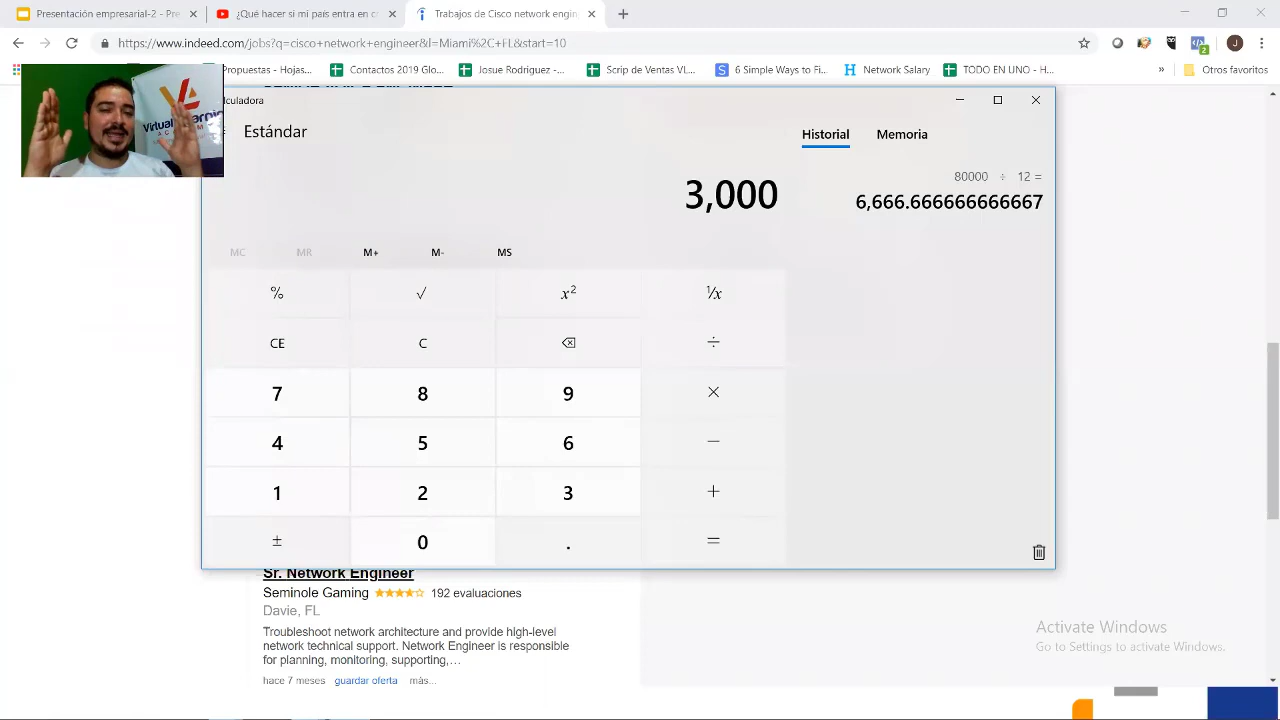 Presentación empresarial-2 - P
¿Qué hacer si mi país entra en c
Trabajos de Cisco network engin
https://www.indeed.com/jobs?q=cisco+network+engineer&l=Miami%2C+FL&start=10
2
J
Propuestas - Hojas...
Contactos 2019 Glo...
Josue Rodriguez -...
Scrip de Ventas VL...
6 Simple Ways to Fi...
Network Salary
TODO EN UNO - H...
»
Otros favoritos
Estándar
Historial
Memoria
80000 ÷ 12 =
3,000
6,666.666666666667
MC MR M+ M- MS
% √ x² ¹/x
CE C ÷
7 8 9 ×
4 5 6 −
1 2 3 +
± 0 . =
Sr. Network Engineer
Seminole Gaming
192 evaluaciones
Davie, FL
Troubleshoot network architecture and provide high-level
network technical support. Network Engineer is responsible
for planning, monitoring, supporting,…
hace 7 meses guardar oferta más...
Activate Windows
Go to Settings to activate Windows.